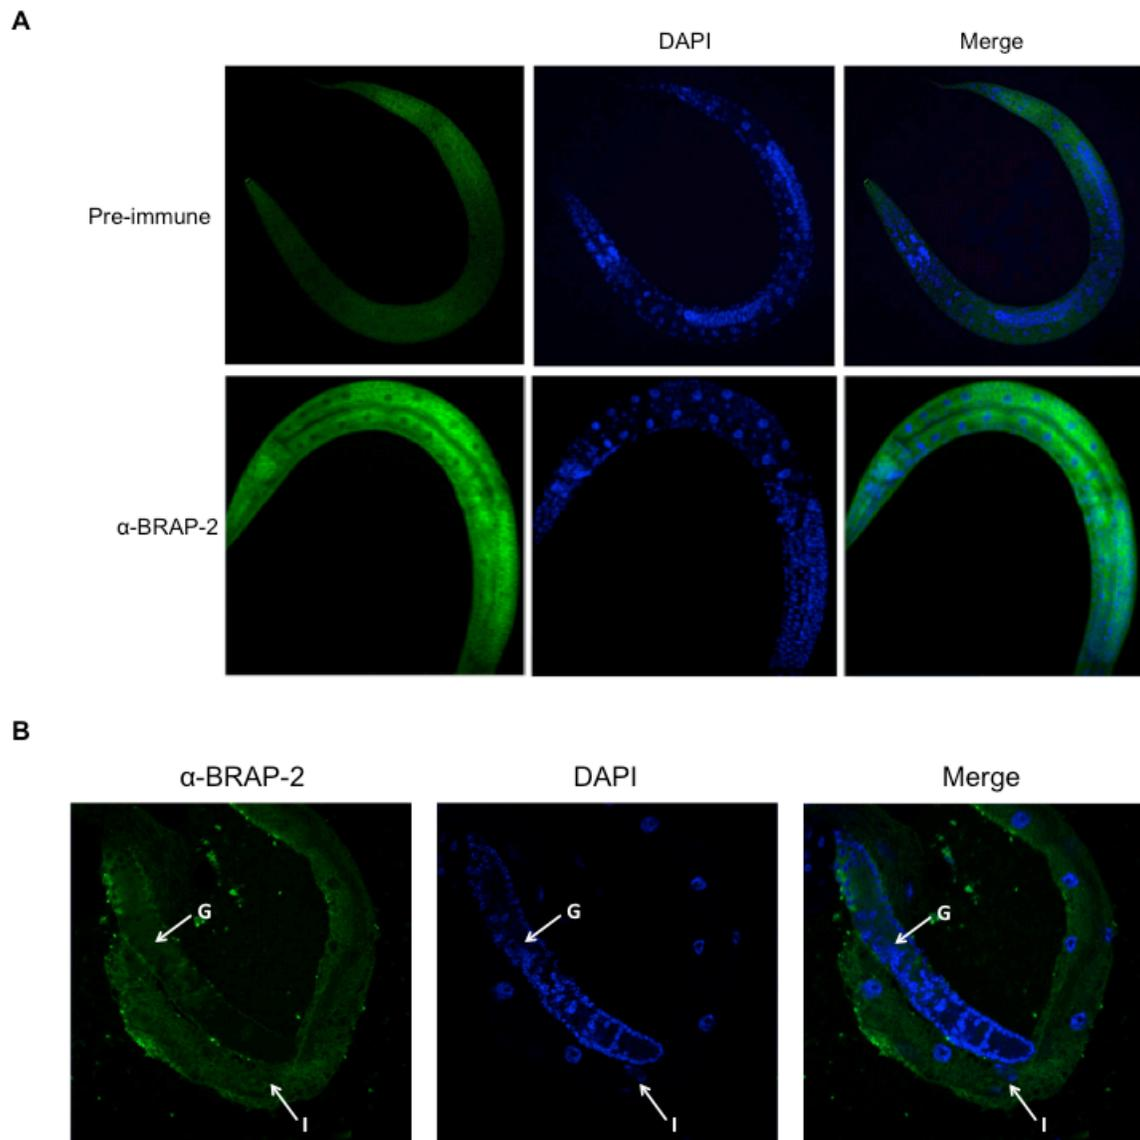 A
DAPI Merge
Pre-immune
α-BRAP-2
B
α-BRAP-2 DAPI Merge
G G G
I I I